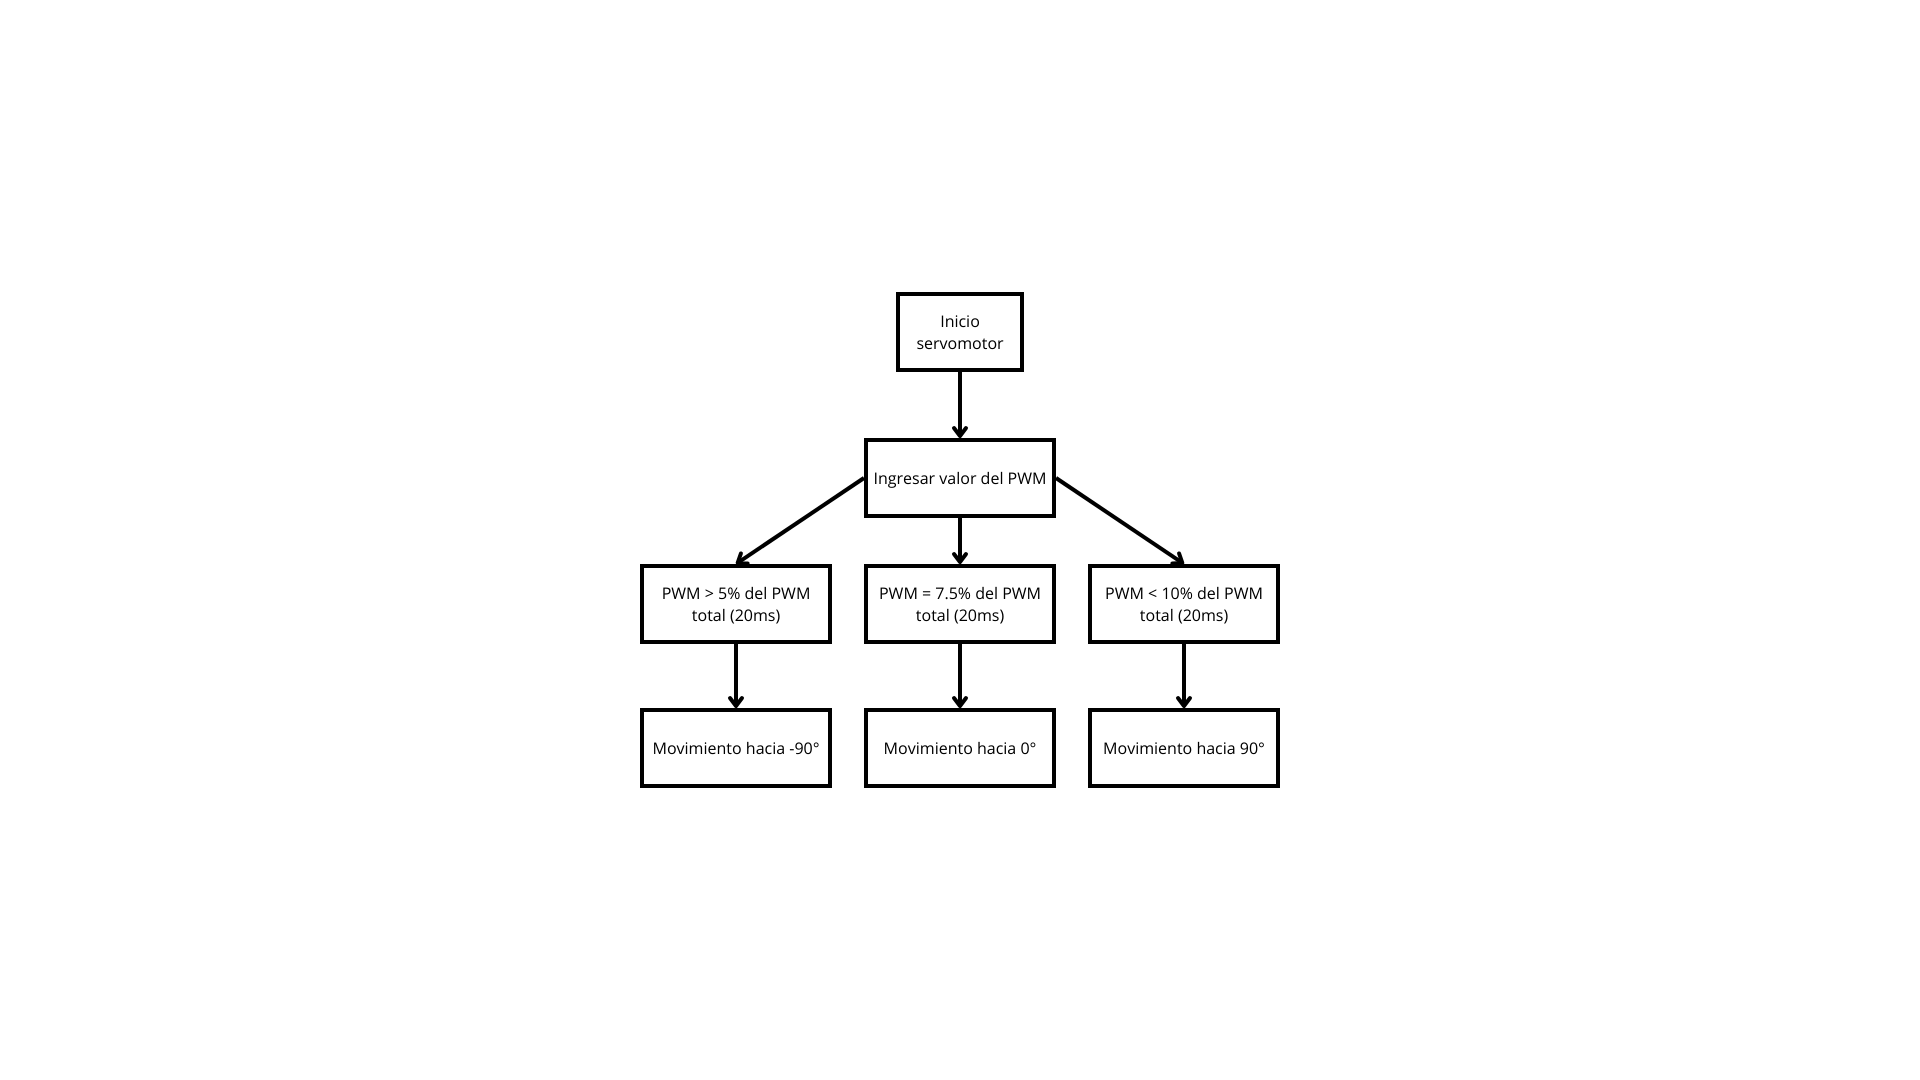 Inicio
servomotor
Ingresar valor del PWM
PWM > 5% del PWM
total (20ms)
PWM = 7.5% del PWM
total (20ms)
PWM < 10% del PWM
total (20ms)
Movimiento hacia -90°
Movimiento hacia 0°
Movimiento hacia 90°